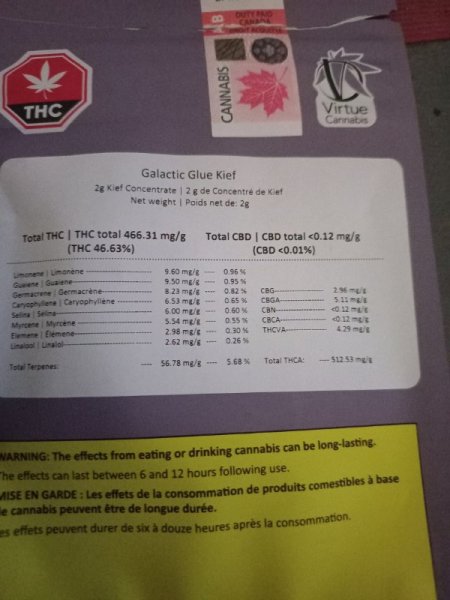 AB
DUTY PAID
CANADA
DROIT ACQUITTÉ
CANNABIS
THC
Virtue
Cannabis
Galactic Glue Kief
2g Kief Concentrate | 2 g de Concentré de Kief
Net weight | Poids net de: 2g
Total THC | THC total 466.31 mg/g
(THC 46.63%)
Total CBD | CBD total <0.12 mg/g
(CBD <0.01%)
Limonene | Limonène 9.60 mg/g ---- 0.96 %
Guaiene | Guaiene 9.50 mg/g ---- 0.95 %
Germacrene | Germacrène 8.23 mg/g ---- 0.82 %
Caryophyllene | Caryophyllène 6.53 mg/g ---- 0.65 %
Selina | Selina 6.00 mg/g ---- 0.60 %
Myrcene | Myrcène 5.54 mg/g ---- 0.55 %
Elemene | Élemène 2.98 mg/g ---- 0.30 %
Linalool | Linalol 2.62 mg/g ---- 0.26 %
CBG 2.96 mg/g
CBGA 5.11 mg/g
CBN <0.12 mg/g
CBCA <0.12 mg/g
THCVA 4.29 mg/g
Total Terpenes: ---- 56.78 mg/g ---- 5.68 %
Total THCA: ---- 512.53 mg/g
WARNING: The effects from eating or drinking cannabis can be long-lasting.
The effects can last between 6 and 12 hours following use.
MISE EN GARDE : Les effets de la consommation de produits comestibles à base
de cannabis peuvent être de longue durée.
Les effets peuvent durer de six à douze heures après la consommation.